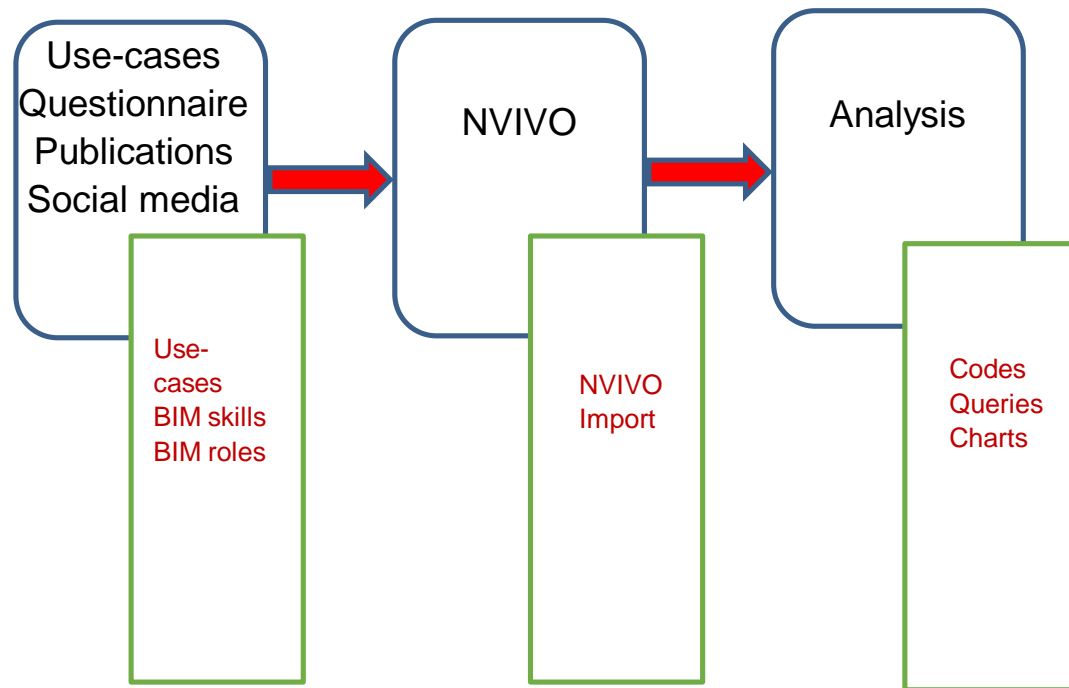 Use-cases
Questionnaire
Publications
Social media
NVIVO
Analysis
Use-
cases
BIM skills
BIM roles
NVIVO
Import
Codes
Queries
Charts